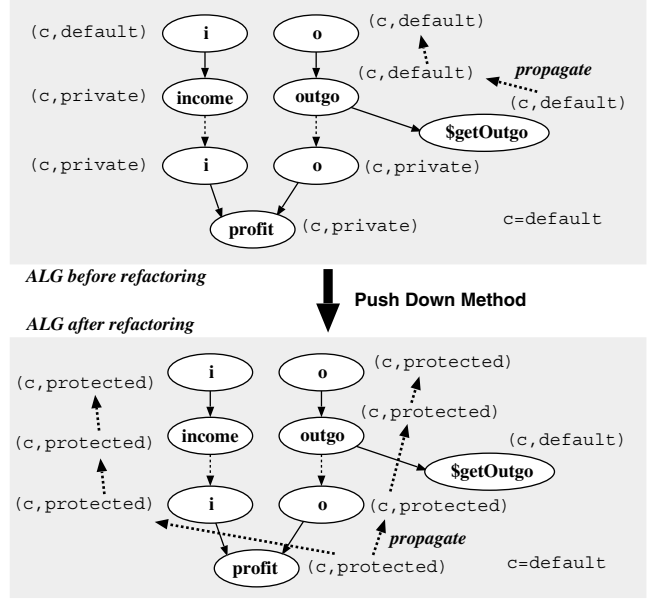 (c,default) i o (c,default)
(c,default) propagate
(c,private) income outgo (c,default)
$getOutgo
(c,private) i o (c,private)
profit (c,private) c=default
ALG before refactoring
Push Down Method
ALG after refactoring
(c,protected) i o (c,protected)
(c,protected)
(c,protected) income outgo (c,default)
$getOutgo
(c,protected) i o (c,protected)
propagate
profit (c,protected) c=default